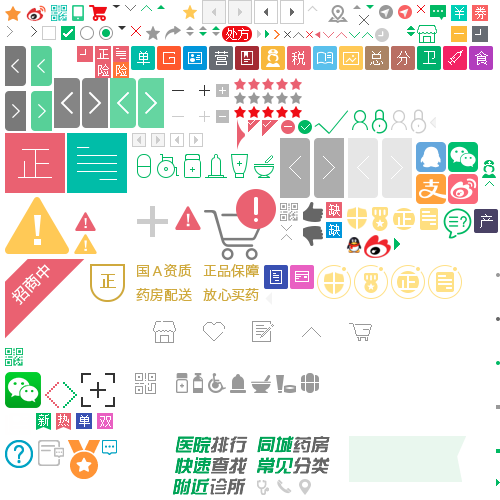 ¥ 券
处方
正 正险 单 营 税 总 分 卫 食
正
缺
正
缺
产
招商中
正
国A资质 正品保障
药房配送 放心买药
正
新 热 单 双
医院排行 同城药房
快速查找 常见分类
附近诊所